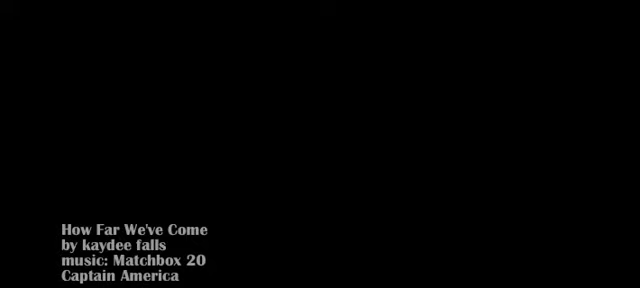 How Far We've Come
by kaydee falls
music: Matchbox 20
Captain America